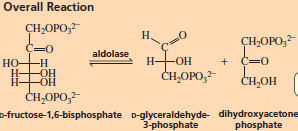 Overall Reaction
CH₂OPO₃²⁻
C=O
HO H
H OH
H OH
CH₂OPO₃²⁻
D-fructose-1,6-bisphosphate
aldolase
H O
C
H OH
CH₂OPO₃²⁻
D-glyceraldehyde-
3-phosphate
+
CH₂OPO₃²⁻
C=O
CH₂OH
dihydroxyacetone
phosphate